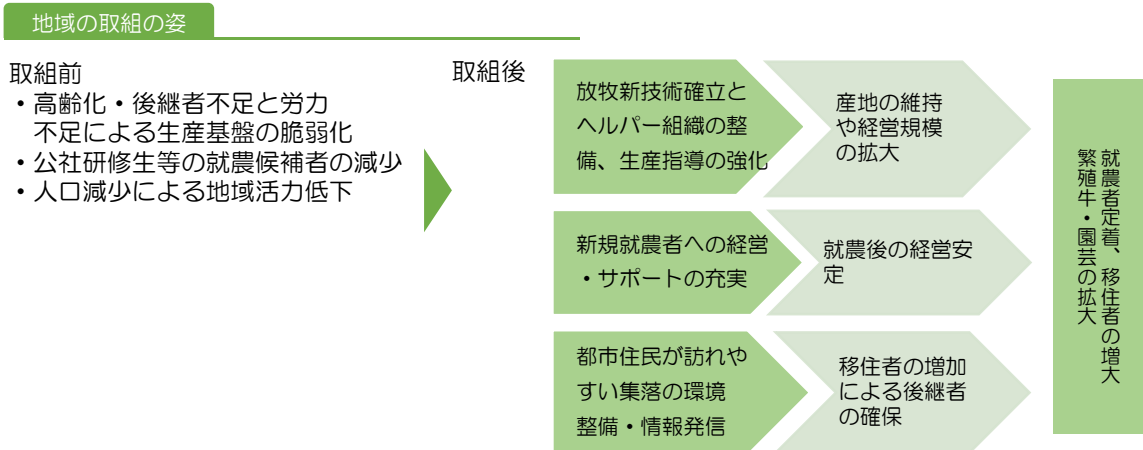 地域の取組の姿
取組前
・高齢化・後継者不足と労力
不足による生産基盤の脆弱化
・公社研修生等の就農候補者の減少
・人口減少による地域活力低下
取組後
放牧新技術確立と
ヘルパー組織の整
備、生産指導の強化
産地の維持
や経営規模
の拡大
新規就農者への経営
・サポートの充実
就農後の経営安
定
都市住民が訪れや
すい集落の環境
整備・情報発信
移住者の増加
による後継者
の確保
就農者定着、移住者の増大
繁殖牛・園芸の拡大